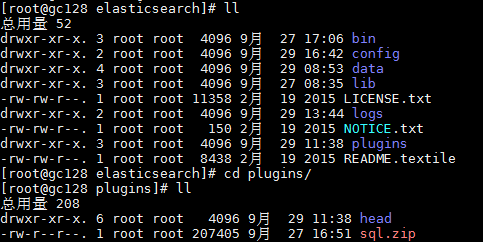 [root@gc128 elasticsearch]# ll
总用量 52
drwxr-xr-x. 3 root root  4096 9月  27 17:06 bin
drwxr-xr-x. 2 root root  4096 9月  29 16:42 config
drwxr-xr-x. 4 root root  4096 9月  29 08:53 data
drwxr-xr-x. 3 root root  4096 9月  27 08:35 lib
-rw-rw-r--. 1 root root 11358 2月  19 2015 LICENSE.txt
drwxr-xr-x. 2 root root  4096 9月  29 13:44 logs
-rw-rw-r--. 1 root root   150 2月  19 2015 NOTICE.txt
drwxr-xr-x. 3 root root  4096 9月  29 11:38 plugins
-rw-rw-r--. 1 root root  8438 2月  19 2015 README.textile
[root@gc128 elasticsearch]# cd plugins/
[root@gc128 plugins]# ll
总用量 208
drwxr-xr-x. 6 root root   4096 9月  29 11:38 head
-rw-r--r--. 1 root root 207405 9月  27 16:51 sql.zip